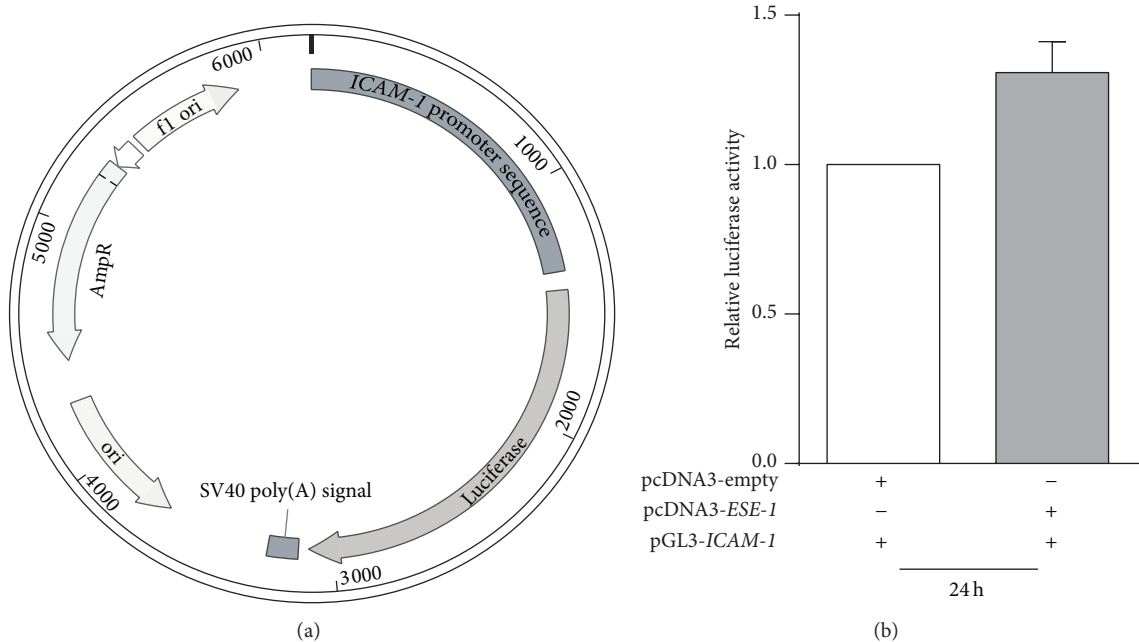 6000
f1 ori
ICAM-1 promoter sequence
1000
5000
AmpR
2000
Luciferase
ori
4000
SV40 poly(A) signal
3000
(a)
1.5
1.0
0.5
0.0
Relative luciferase activity
pcDNA3-empty + −
pcDNA3-ESE-1 − +
pGL3-ICAM-1 + +
24 h
(b)